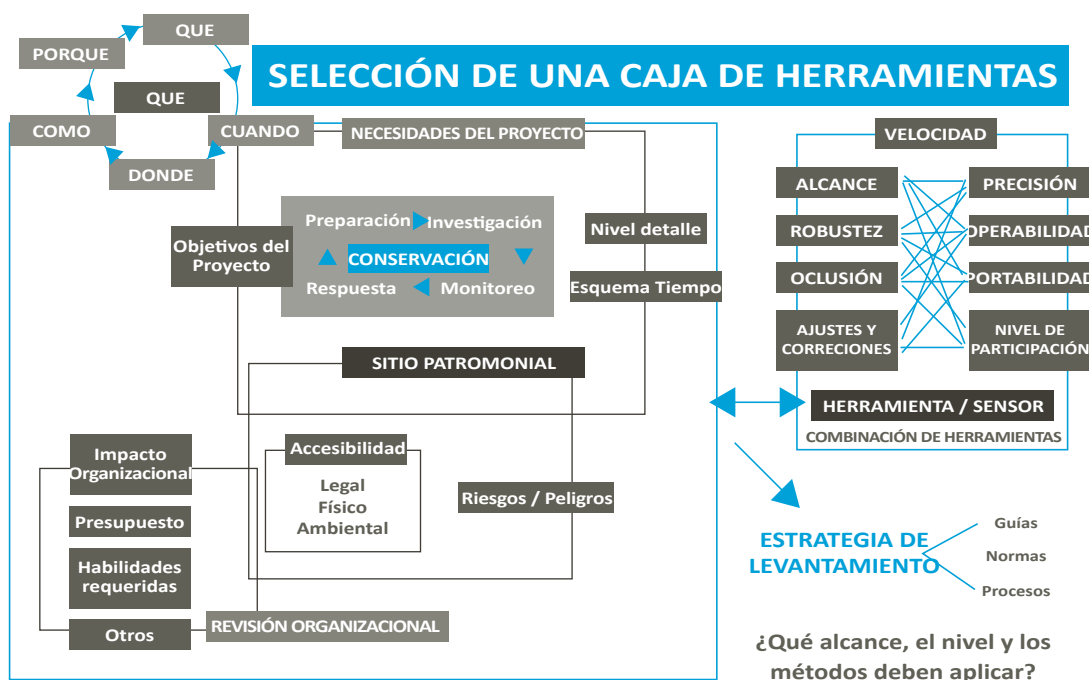 QUE
PORQUE
QUE
COMO
CUANDO
DONDE
SELECCIÓN DE UNA CAJA DE HERRAMIENTAS
NECESIDADES DEL PROYECTO
Objetivos del
Proyecto
Preparación
Investigación
CONSERVACIÓN
Respuesta
Monitoreo
Nivel detalle
Esquema Tiempo
SITIO PATROMONIAL
Impacto
Organizacional
Presupuesto
Habilidades
requeridas
Otros
REVISIÓN ORGANIZACIONAL
Accesibilidad
Legal
Físico
Ambiental
Riesgos / Peligros
VELOCIDAD
ALCANCE
PRECISIÓN
ROBUSTEZ
OPERABILIDAD
OCLUSIÓN
PORTABILIDAD
AJUSTES Y
CORRECIONES
NIVEL DE
PARTICIPACIÓN
HERRAMIENTA / SENSOR
COMBINACIÓN DE HERRAMIENTAS
ESTRATEGIA DE
LEVANTAMIENTO
Guías
Normas
Procesos
¿Qué alcance, el nivel y los
métodos deben aplicar?